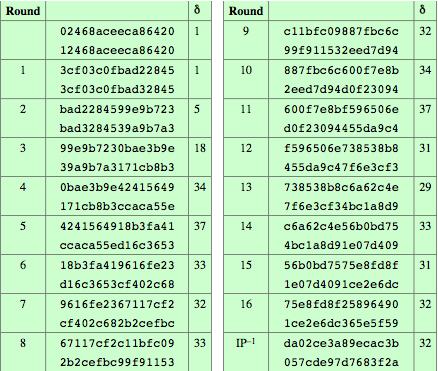 Round δ
02468aceeca86420 1
12468aceeca86420
1 3cf03c0fbad22845 1
3cf03c0fbad32845
2 bad2284599e9b723 5
bad3284539a9b7a3
3 99e9b7230bae3b9e 18
39a9b7a3171cb8b3
4 0bae3b9e42415649 34
171cb8b3ccaca55e
5 4241564918b3fa41 37
ccaca55ed16c3653
6 18b3fa419616fe23 33
d16c3653cf402c68
7 9616fe2367117cf2 32
cf402c682b2cefbc
8 67117cf2c11bfc09 33
2b2cefbc99f91153
Round δ
9 c11bfc09887fbc6c 32
99f911532eed7d94
10 887fbc6c600f7e8b 34
2eed7d94d0f23094
11 600f7e8bf596506e 37
d0f23094455da9c4
12 f596506e738538b8 31
455da9c47f6e3cf3
13 738538b8c6a62c4e 29
7f6e3cf34bc1a8d9
14 c6a62c4e56b0bd75 33
4bc1a8d91e07d409
15 56b0bd7575e8fd8f 31
1e07d4091ce2e6dc
16 75e8fd8f25896490 32
1ce2e6dc365e5f59
IP⁻¹ da02ce3a89ecac3b 32
057cde97d7683f2a